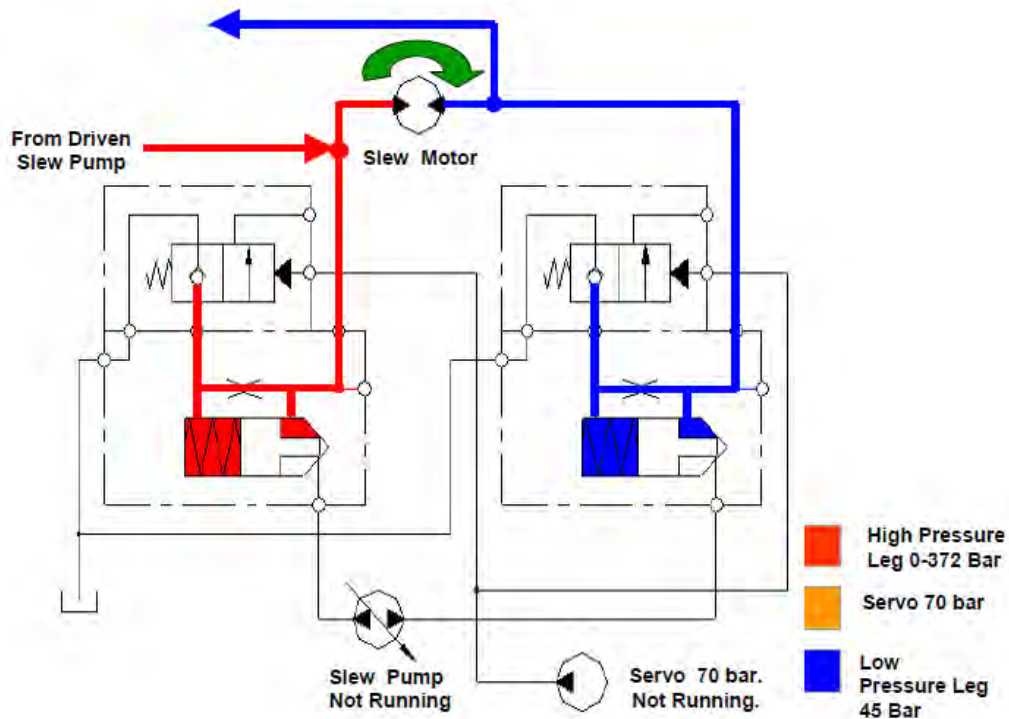 From Driven
Slew Pump
Slew Motor
High Pressure
Leg 0-372 Bar
Servo 70 bar
Low
Pressure Leg
45 Bar
Slew Pump
Not Running
Servo 70 bar.
Not Running.